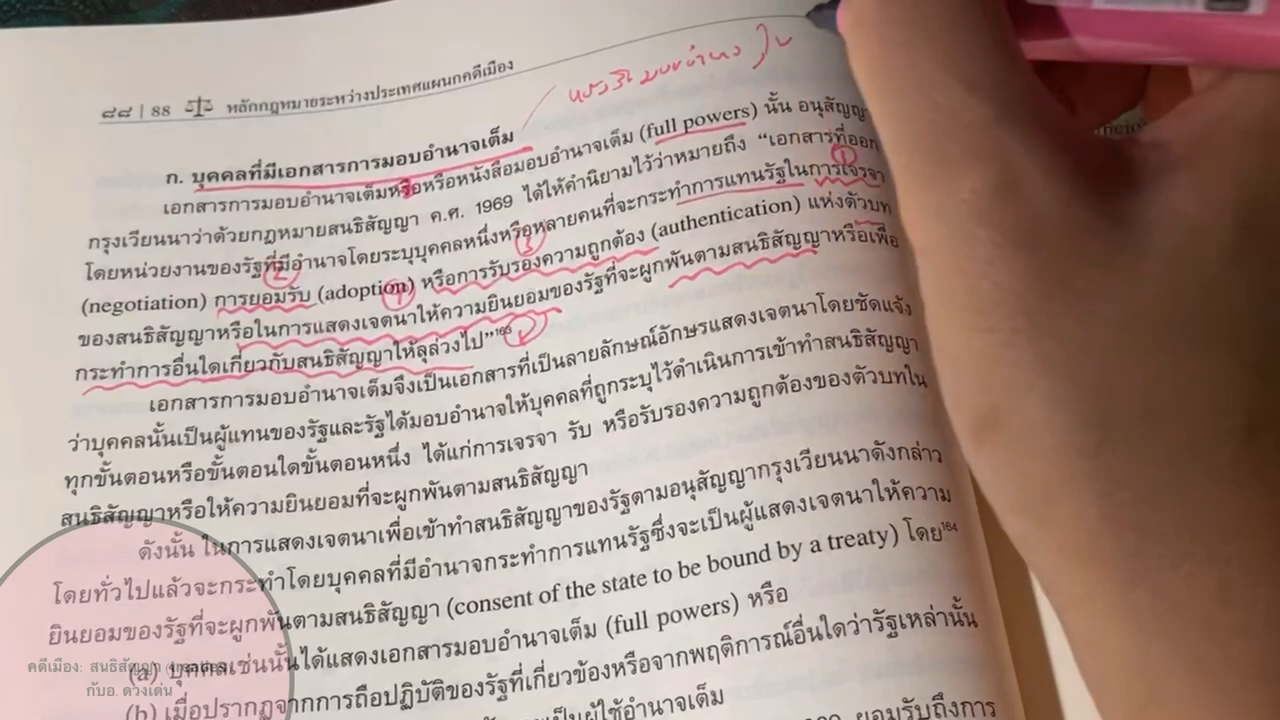 ๘๘ | 88 หลักกฎหมายระหว่างประเทศแผนกคดีเมือง
หนังสือมอบอำนาจ
ก. บุคคลที่มีเอกสารการมอบอำนาจเต็ม
เอกสารการมอบอำนาจเต็มหรือหรือหนังสือมอบอำนาจเต็ม (full powers) นั้น อนุสัญญา
กรุงเวียนนาว่าด้วยกฎหมายสนธิสัญญา ค.ศ. 1969 ได้ให้คำนิยามไว้ว่าหมายถึง “เอกสารที่ออก
โดยหน่วยงานของรัฐที่มีอำนาจโดยระบุบุคคลหนึ่งหรือหลายคนที่จะกระทำการแทนรัฐในการเจรจา
(negotiation) การยอมรับ (adoption) หรือการรับรองความถูกต้อง (authentication) แห่งตัวบท
ของสนธิสัญญาหรือในการแสดงเจตนาให้ความยินยอมของรัฐที่จะผูกพันตามสนธิสัญญาหรือเพื่อ
กระทำการอื่นใดเกี่ยวกับสนธิสัญญาให้ลุล่วงไป”¹⁶³
เอกสารการมอบอำนาจเต็มจึงเป็นเอกสารที่เป็นลายลักษณ์อักษรแสดงเจตนาโดยชัดแจ้ง
ว่าบุคคลนั้นเป็นผู้แทนของรัฐและรัฐได้มอบอำนาจให้บุคคลที่ถูกระบุไว้ดำเนินการเข้าทำสนธิสัญญา
ทุกขั้นตอนหรือขั้นตอนใดขั้นตอนหนึ่ง ได้แก่การเจรจา รับ หรือรับรองความถูกต้องของตัวบทใน
สนธิสัญญาหรือให้ความยินยอมที่จะผูกพันตามสนธิสัญญา
ดังนั้น ในการแสดงเจตนาเพื่อเข้าทำสนธิสัญญาของรัฐตามอนุสัญญากรุงเวียนนาดังกล่าว
โดยทั่วไปแล้วจะกระทำโดยบุคคลที่มีอำนาจกระทำการแทนรัฐซึ่งจะเป็นผู้แสดงเจตนาให้ความ
ยินยอมของรัฐที่จะผูกพันตามสนธิสัญญา (consent of the state to be bound by a treaty) โดย¹⁶⁴
(a) บุคคลเช่นนั้นได้แสดงเอกสารมอบอำนาจเต็ม (full powers) หรือ
(b) เมื่อปรากฏจากการถือปฏิบัติของรัฐที่เกี่ยวข้องหรือจากพฤติการณ์อื่นใดว่ารัฐเหล่านั้น
เป็นผู้ใช้อำนาจเต็ม
ยอมรับถึงการ
คดีเมือง: สนธิสัญญา (treaties)
กับอ. ดวงเด่น